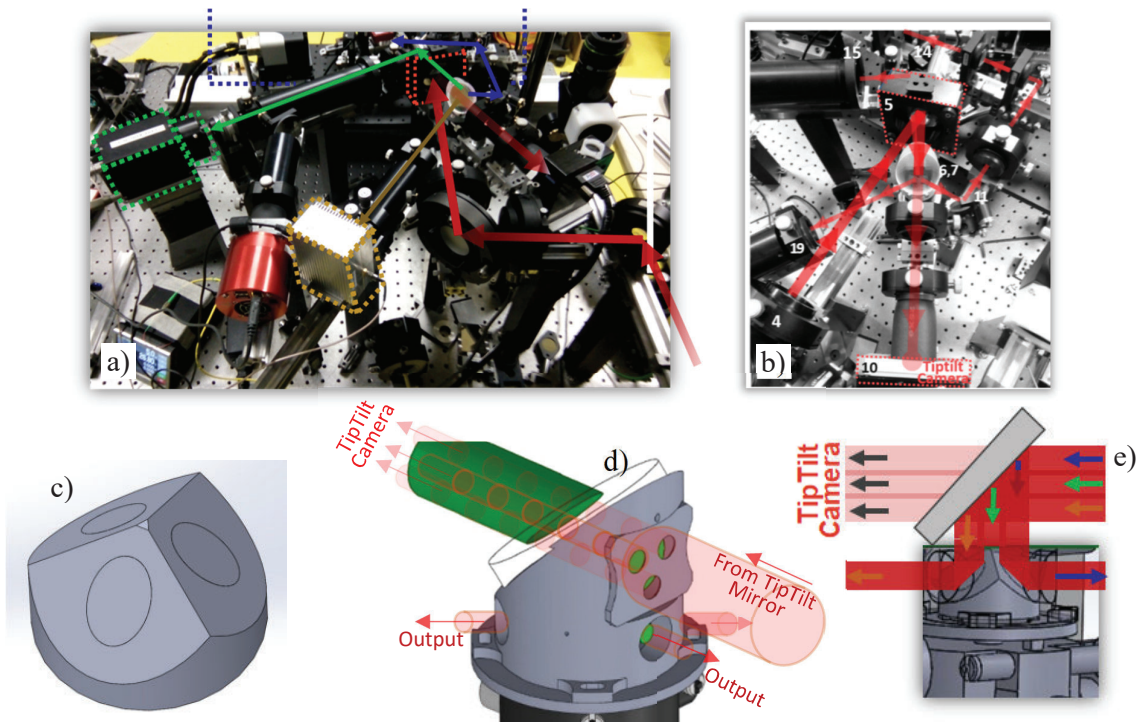 a)
15
14
5
6,7
11
19
4
10
Tiptilt
Camera
b)
c)
TipTilt
Camera
d)
From TipTilt
Mirror
Output
Output
TipTilt
Camera
e)